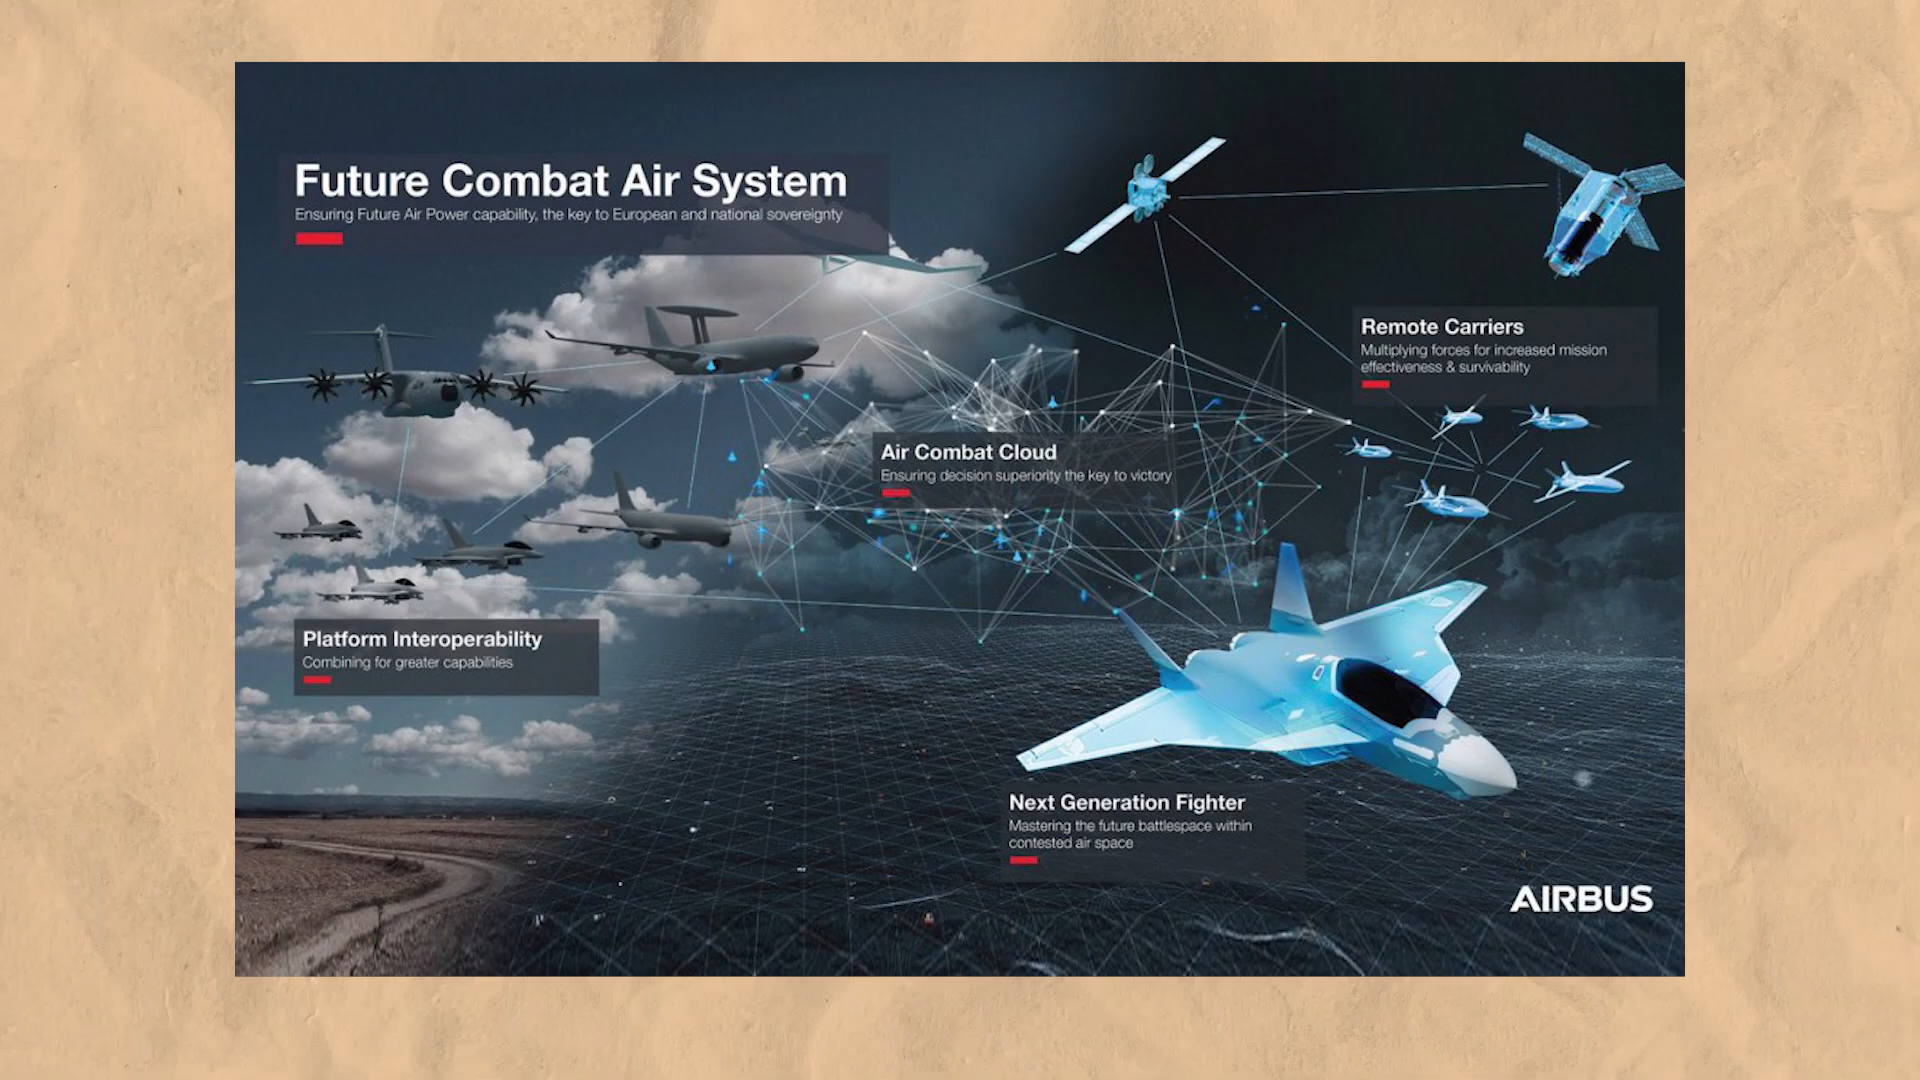 Future Combat Air System
Ensuring Future Air Power capability, the key to European and national sovereignty
Remote Carriers
Multiplying forces for increased mission
effectiveness & survivability
Air Combat Cloud
Ensuring decision superiority the key to victory
Platform Interoperability
Combining for greater capabilities
Next Generation Fighter
Mastering the future battlespace within
contested air space
AIRBUS